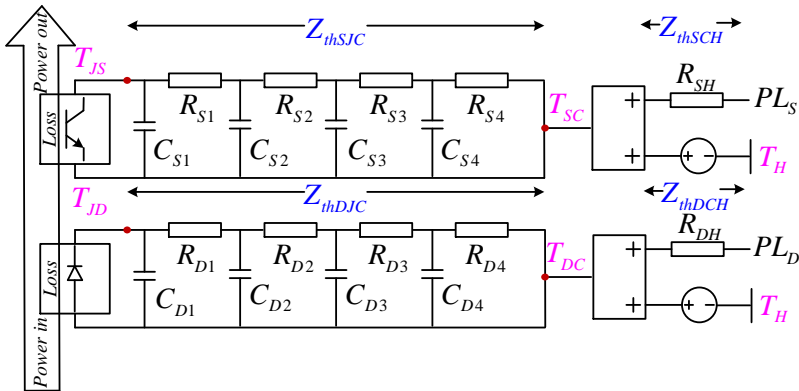 Power out
Z_thSJC
Z_thSCH
T_JS
R_S1 R_S2 R_S3 R_S4
R_SH
PL_S
Loss
C_S1 C_S2 C_S3 C_S4
T_SC
+ +
+ -
T_H
T_JD
Z_thDJC
Z_thDCH
R_D1 R_D2 R_D3 R_D4
R_DH
PL_D
Loss
C_D1 C_D2 C_D3 C_D4
T_DC
+ +
+ -
T_H
Power in